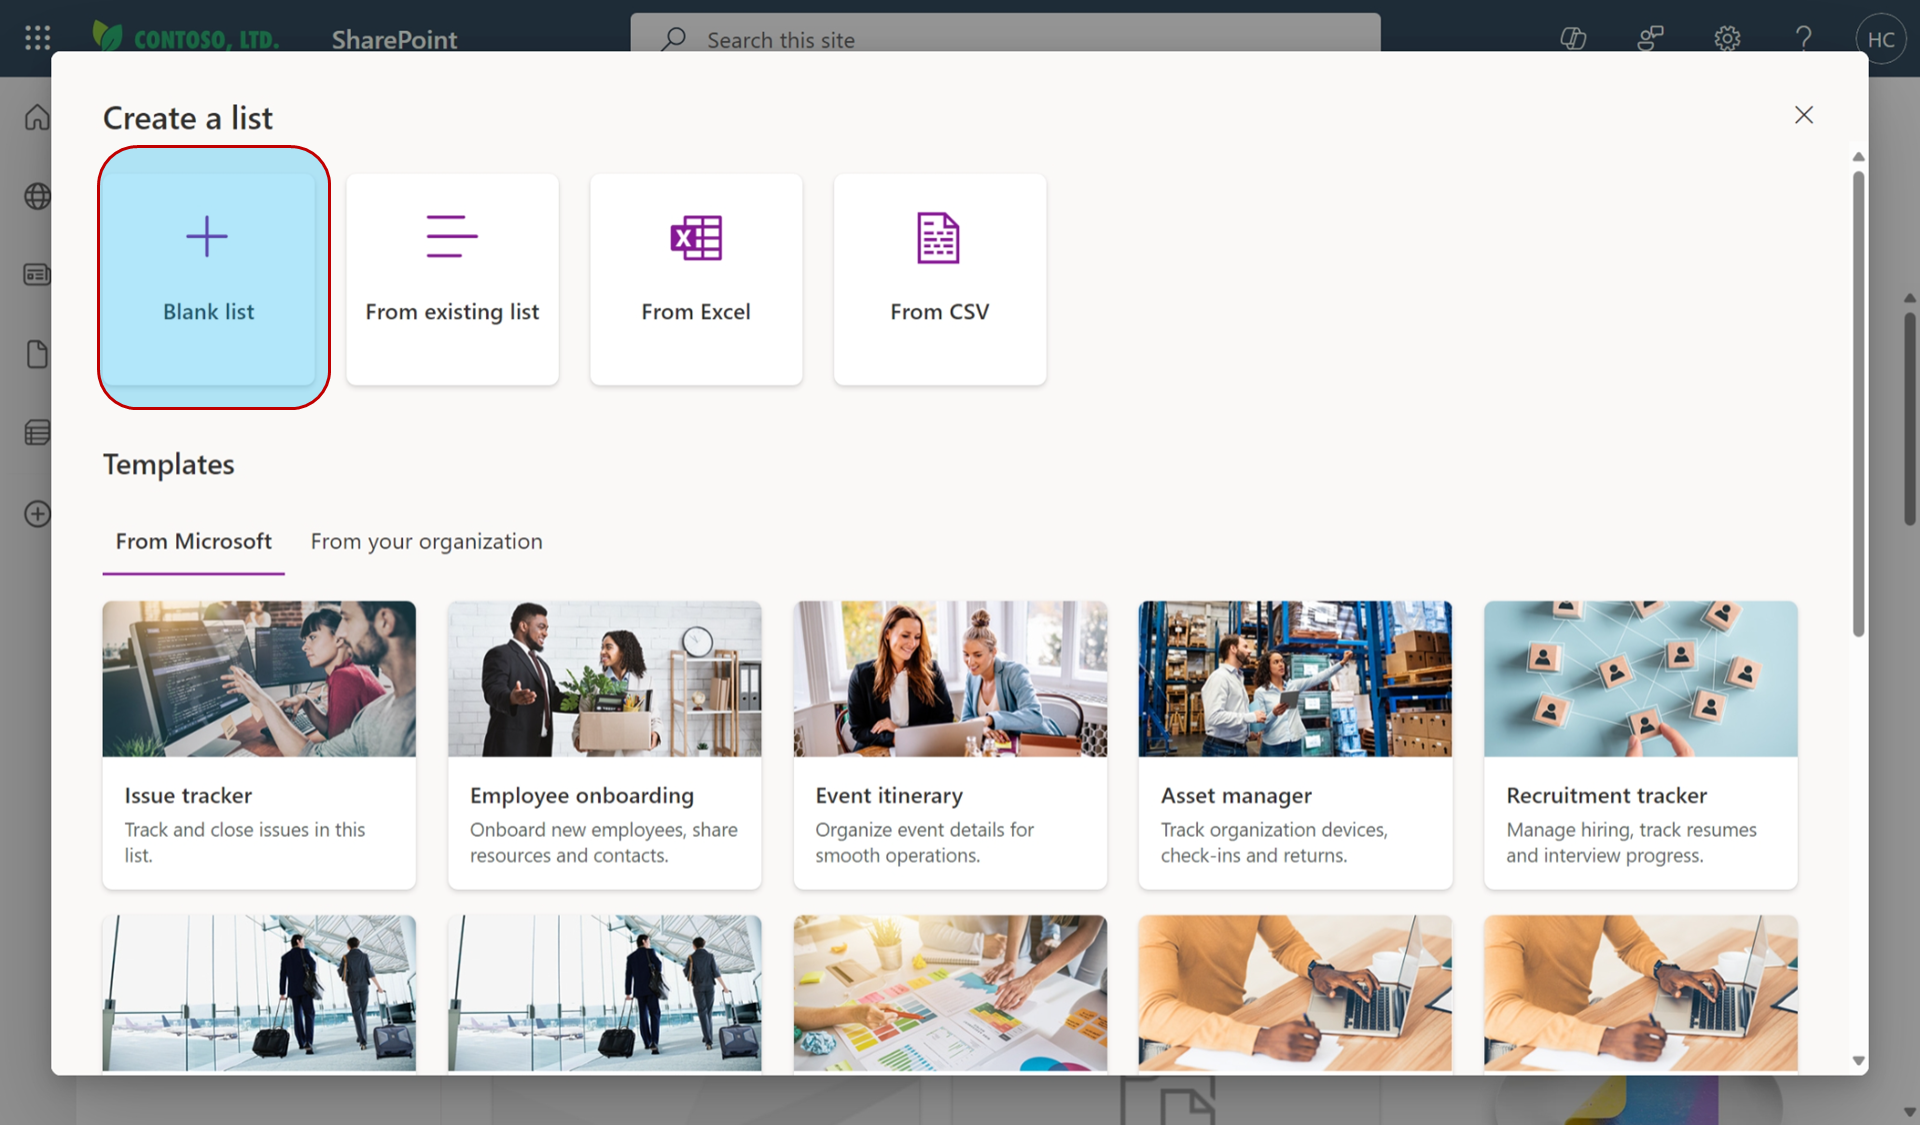 CONTOSO, LTD.
SharePoint
Search this site
HC
Create a list
Blank list
From existing list
From Excel
From CSV
Templates
From Microsoft
From your organization
Issue tracker
Track and close issues in this
list.
Employee onboarding
Onboard new employees, share
resources and contacts.
Event itinerary
Organize event details for
smooth operations.
Asset manager
Track organization devices,
check-ins and returns.
Recruitment tracker
Manage hiring, track resumes
and interview progress.